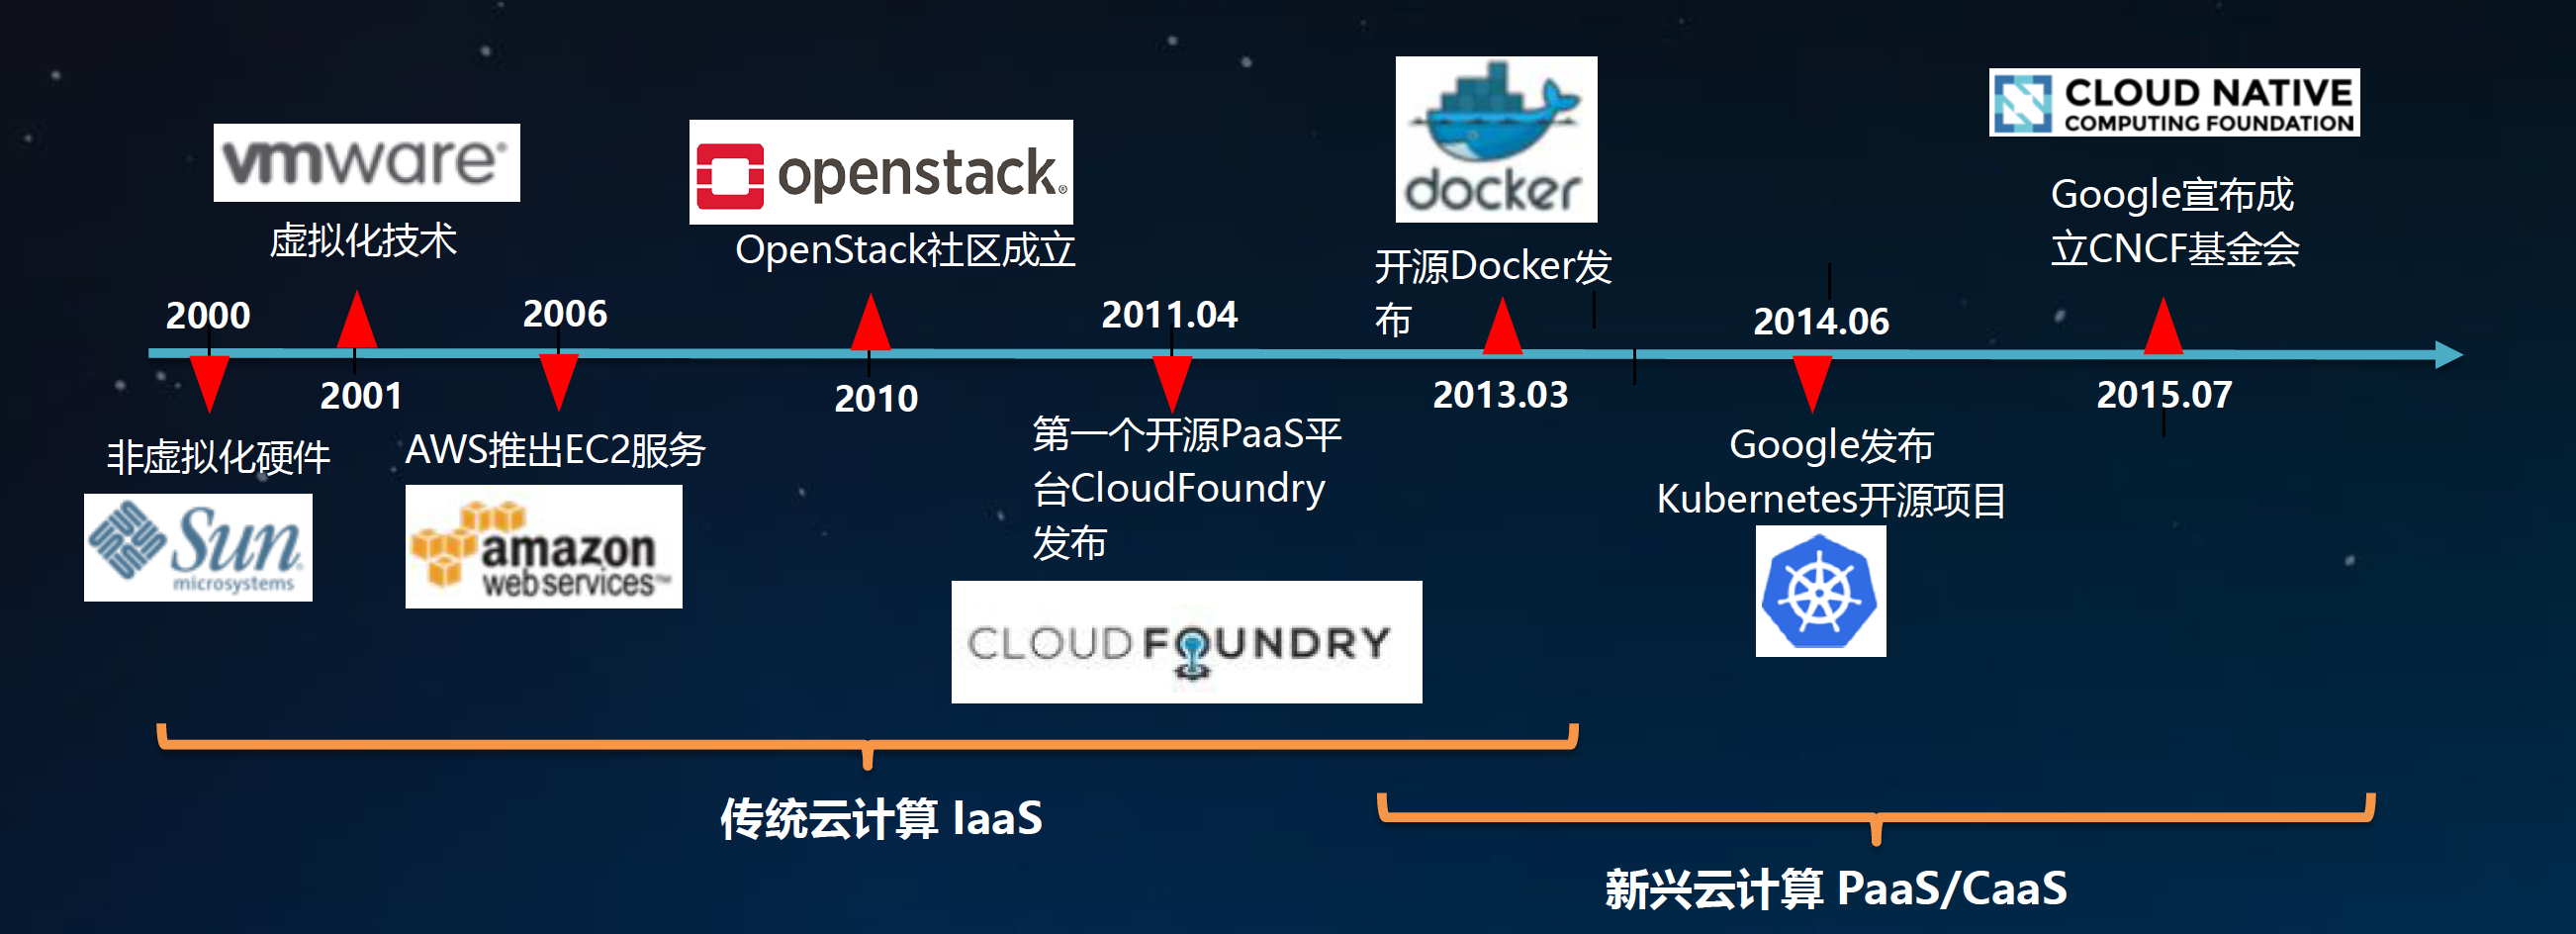 vmware
虚拟化技术
openstack®
OpenStack社区成立
docker
开源Docker发
布
CLOUD NATIVE
COMPUTING FOUNDATION
Google宣布成
立CNCF基金会
2000
2006
2011.04
2014.06
2001
2010
2013.03
2015.07
非虚拟化硬件
Sun
microsystems
AWS推出EC2服务
amazon
webservices™
第一个开源PaaS平
台CloudFoundry
发布
CLOUD FOUNDRY
Google发布
Kubernetes开源项目
传统云计算 IaaS
新兴云计算 PaaS/CaaS